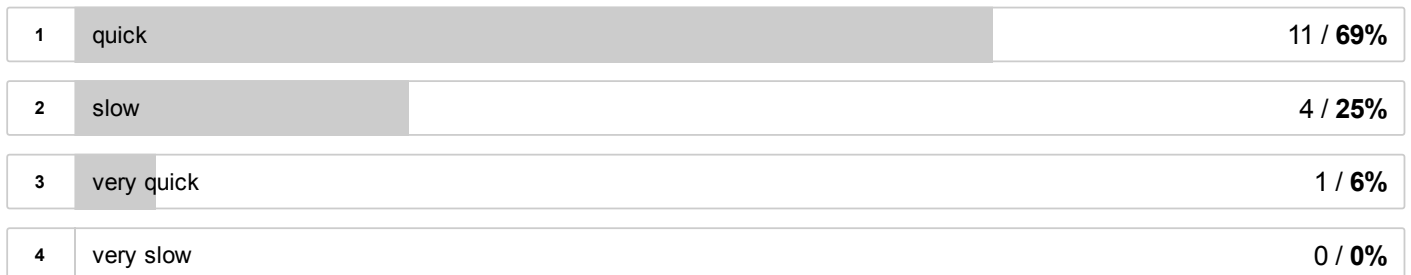 1 quick 11 / 69%
2 slow 4 / 25%
3 very quick 1 / 6%
4 very slow 0 / 0%